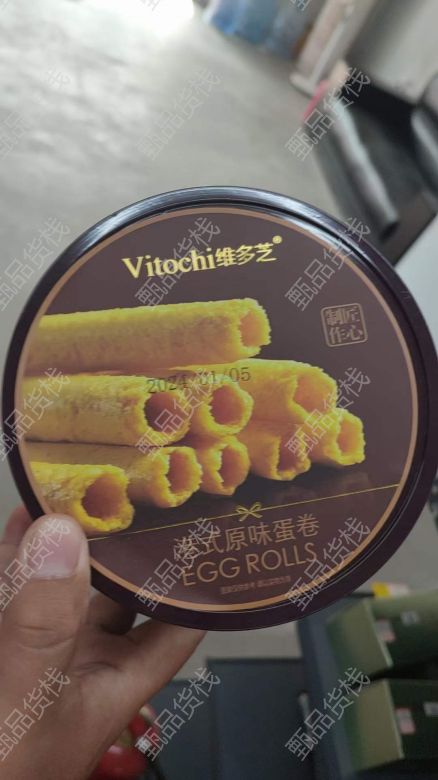 Vitochi维多芝®
匠心
制作
2024/01/05
港式原味蛋卷
EGG ROLLS
甄品货栈